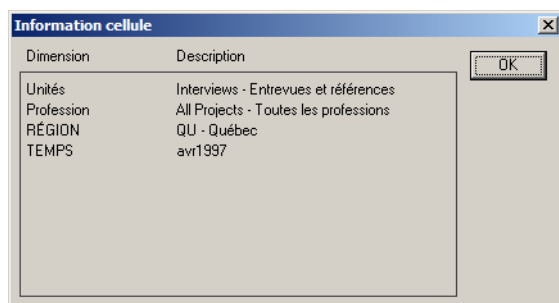 Information cellule
Dimension Description
OK
Unités Interviews - Entrevues et références
Profession All Projects - Toutes les professions
RÉGION QU - Québec
TEMPS avr1997